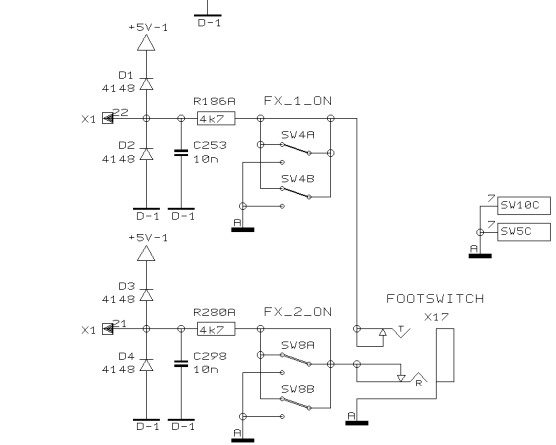 D-1
+5V-1
D1
4148
R186A
FX_1_ON
X1
22
4k7
D2
4148
C253
10n
SW4A
SW4B
7
SW10C
D-1
D-1
A
7
SW5C
+5V-1
A
D3
4148
FOOTSWITCH
R280A
FX_2_ON
X17
X1
21
4k7
T
D4
4148
C298
10n
SW8A
R
SW8B
A
D-1
D-1
A